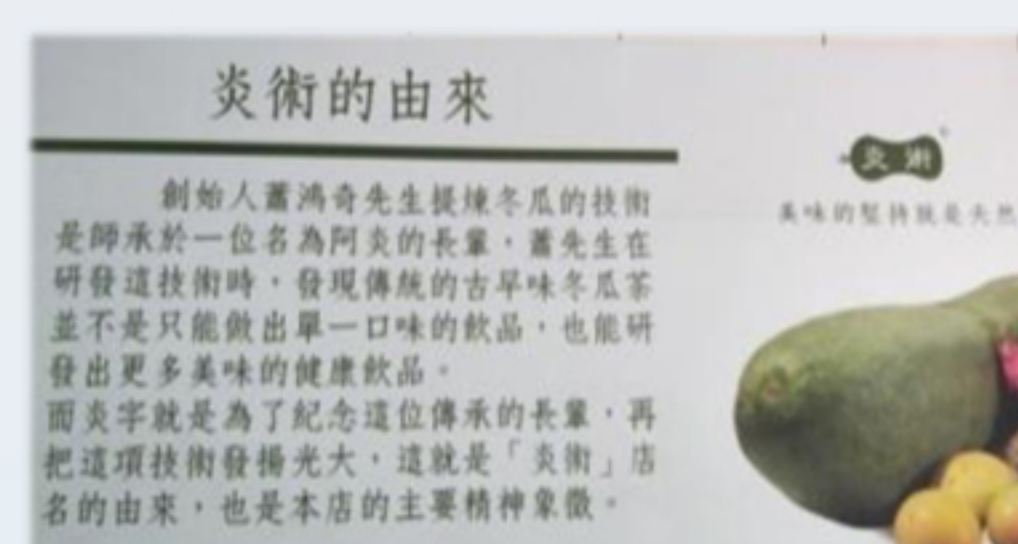 炎術的由來
創始人蕭鴻奇先生提煉冬瓜的技術
是師承於一位名為阿炎的長輩，蕭先生在
研發這技術時，發現傳統的古早味冬瓜茶
並不是只能做出單一口味的飲品，也能研
發出更多美味的健康飲品。
而炎字就是為了紀念這位傳承的長輩，再
把這項技術發揚光大，這就是「炎術」店
名的由來，也是本店的主要精神象徵。
炎術
美味的堅持就是天然